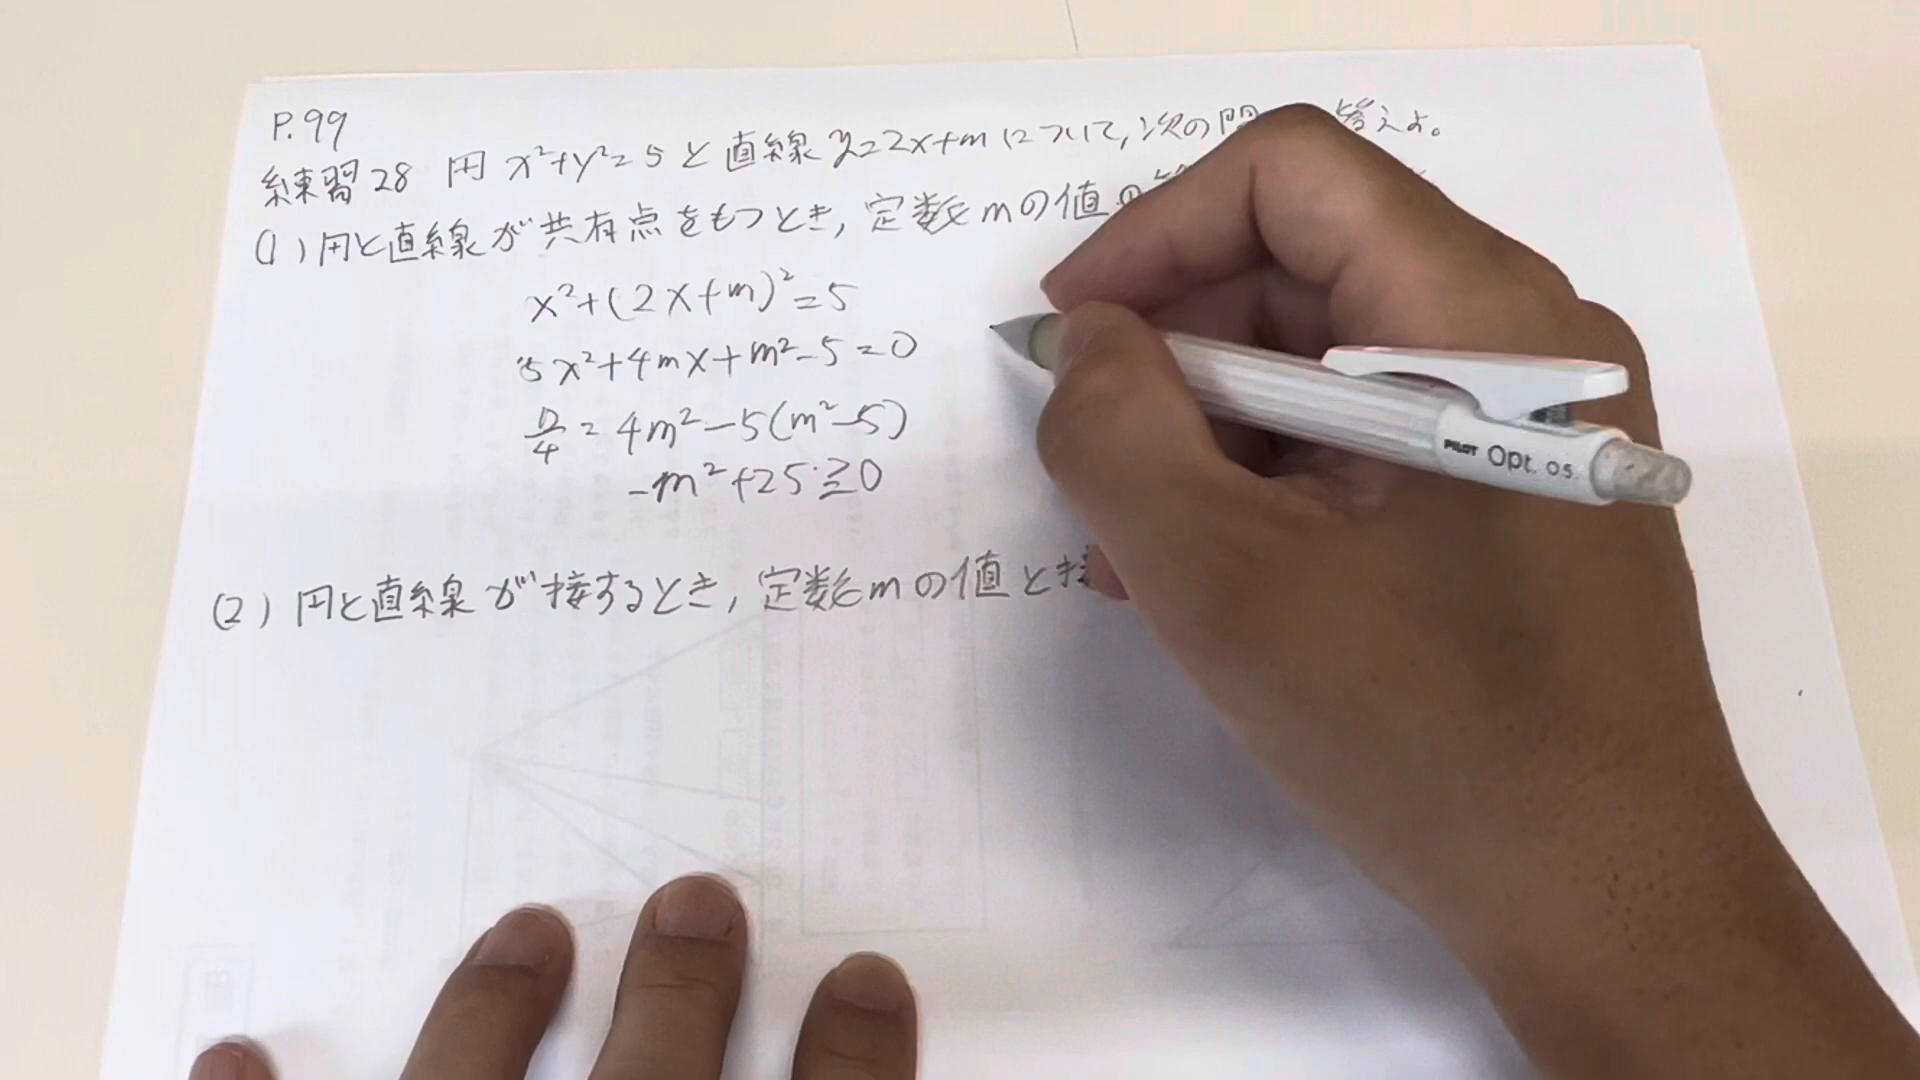 P.99
練習28 円 x²+y²=5 と直線 y=2x+m について,次の問 答えよ。
(1) 円と直線が共有点をもつとき,定数mの値の
x²+(2x+m)²=5
5x²+4mx+m²-5=0
D/4=4m²-5(m²-5)
-m²+25≧0
(2) 円と直線が接するとき,定数mの値と接
PILOT Opt. 05